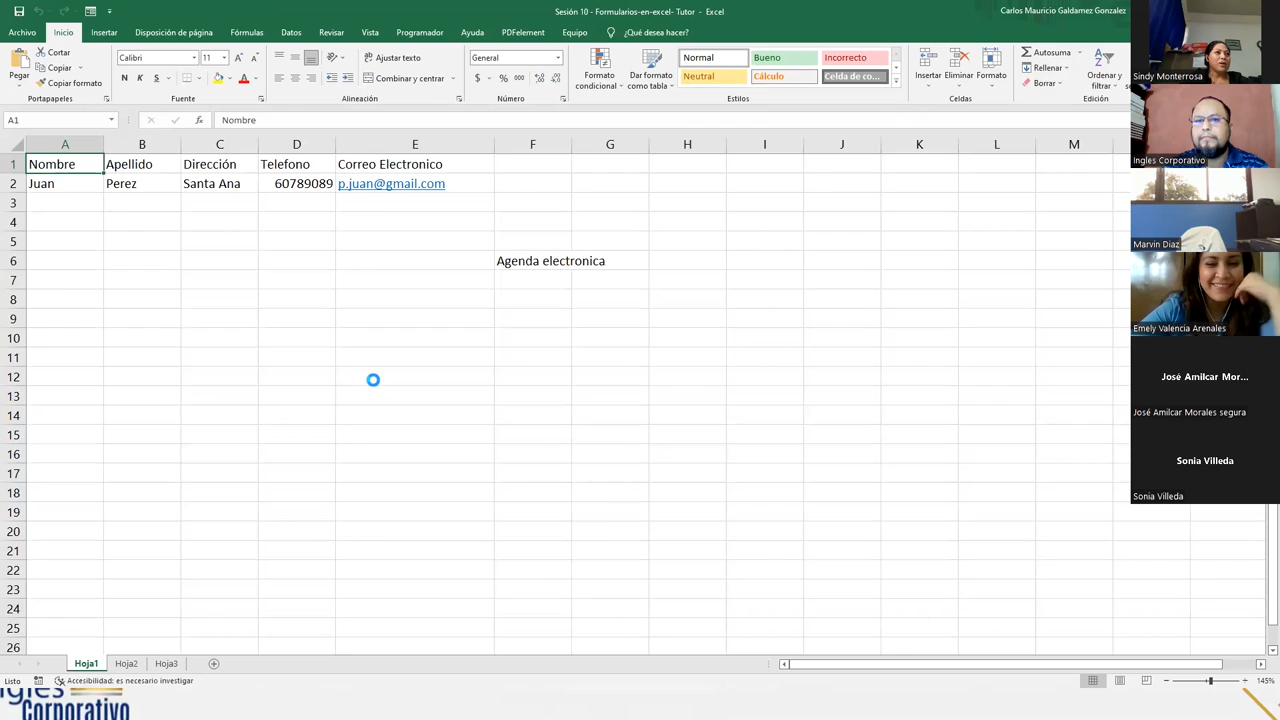 Sesión 10 - Formularios-en-excel- Tutor - Excel
Carlos Mauricio Galdamez Gonzalez
Archivo Inicio Insertar Disposición de página Fórmulas Datos Revisar Vista Programador Ayuda PDFelement Equipo ¿Qué desea hacer?
Pegar
Cortar
Copiar
Copiar formato
Portapapeles
Calibri 11
N K S
Fuente
Ajustar texto
Combinar y centrar
Alineación
General
$ % 000
Número
Formato condicional
Dar formato como tabla
Normal Bueno Incorrecto
Neutral Cálculo Celda de co...
Estilos
Insertar Eliminar Formato
Celdas
Autosuma
Rellenar
Borrar
Ordenar y filtrar
Edición
A1 fx Nombre
A B C D E F G H I J K L M
1 Nombre Apellido Dirección Telefono Correo Electronico
2 Juan Perez Santa Ana 60789089 p.juan@gmail.com
3
4
5
6 Agenda electronica
7
8
9
10
11
12
13
14
15
16
17
18
19
20
21
22
23
24
25
26
Hoja1 Hoja2 Hoja3
Listo Accesibilidad: es necesario investigar 145%
Ingles
Corporativo
Sindy Monterrosa
Ingles Corporativo
Marvin Diaz
Emely Valencia Arenales
José Amilcar Mor...
José Amilcar Morales segura
Sonia Villeda
Sonia Villeda